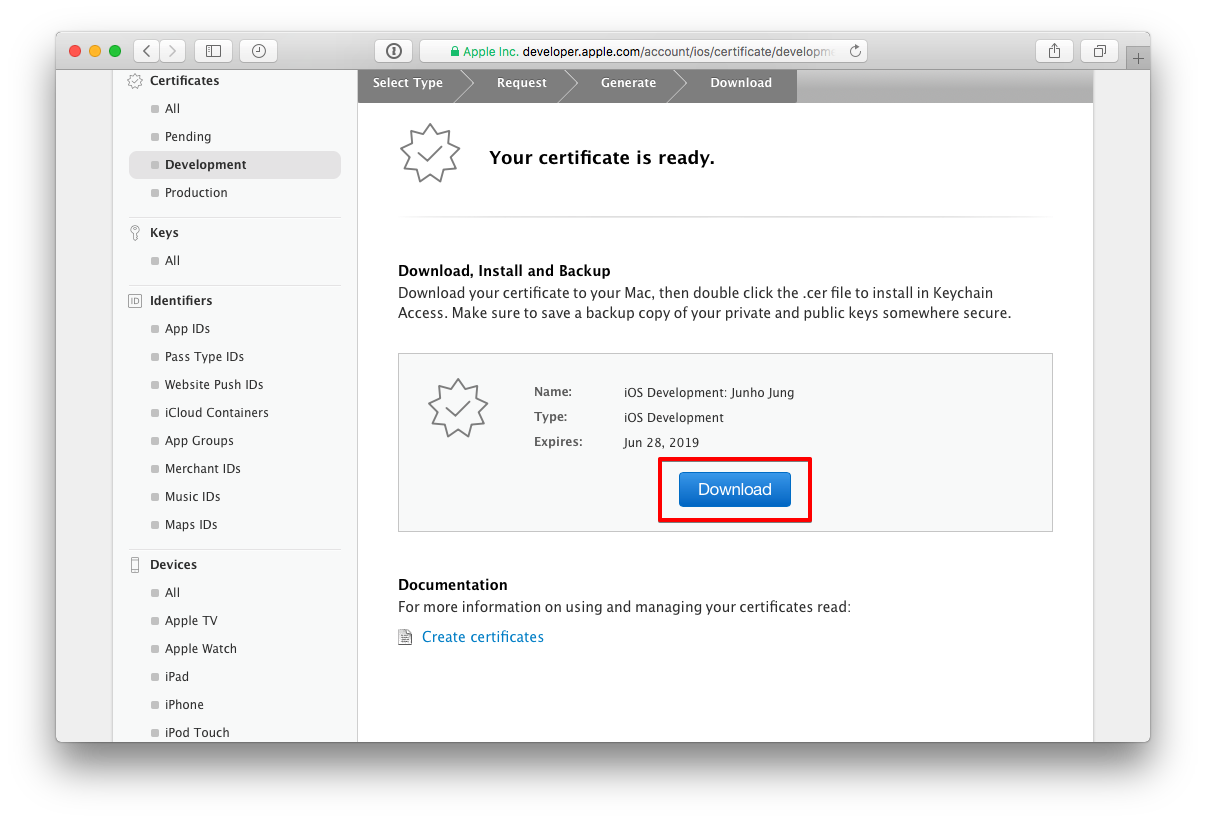 Apple Inc. developer.apple.com/account/ios/certificate/developm
Certificates
All
Pending
Development
Production
Keys
All
ID
Identifiers
App IDs
Pass Type IDs
Website Push IDs
iCloud Containers
App Groups
Merchant IDs
Music IDs
Maps IDs
Devices
All
Apple TV
Apple Watch
iPad
iPhone
iPod Touch
Select Type
Request
Generate
Download
Your certificate is ready.
Download, Install and Backup
Download your certificate to your Mac, then double click the .cer file to install in Keychain
Access. Make sure to save a backup copy of your private and public keys somewhere secure.
Name: iOS Development: Junho Jung
Type: iOS Development
Expires: Jun 28, 2019
Download
Documentation
For more information on using and managing your certificates read:
Create certificates